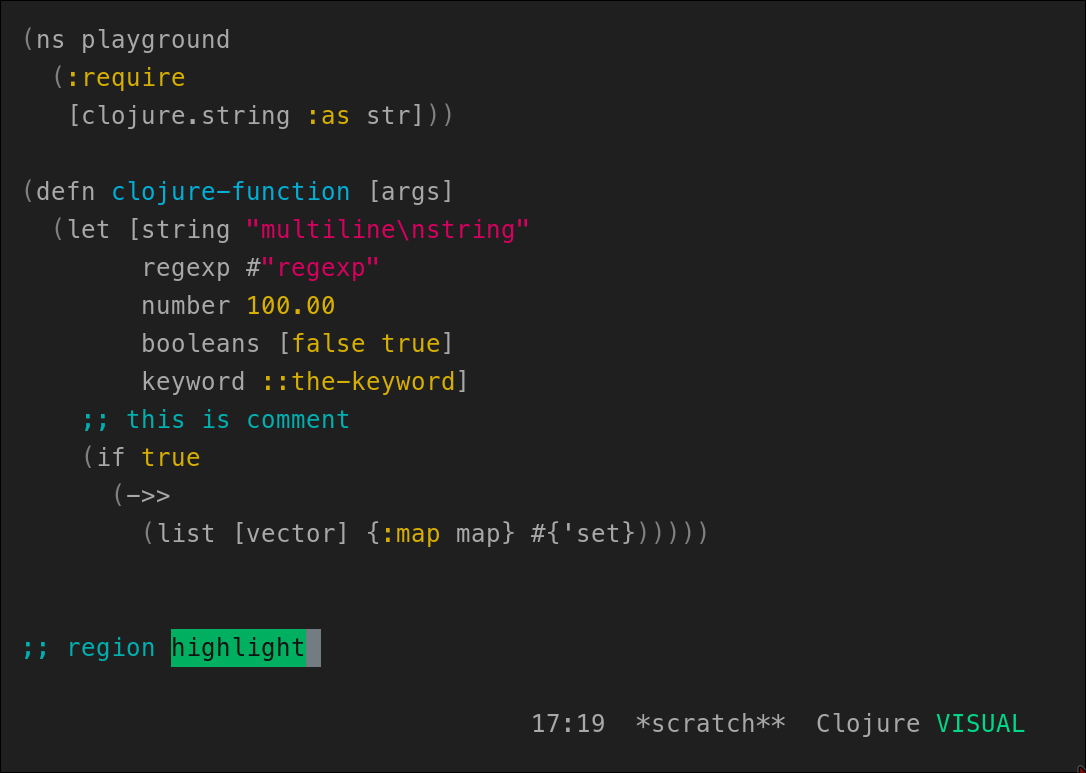 (ns playground
  (:require
   [clojure.string :as str]))
(defn clojure-function [args]
  (let [string "multiline\nstring"
        regexp #"regexp"
        number 100.00
        booleans [false true]
        keyword ::the-keyword]
    ;; this is comment
    (if true
      (->>
        (list [vector] {:map map} #{'set})))))
;; region highlight
17:19  *scratch**  Clojure VISUAL